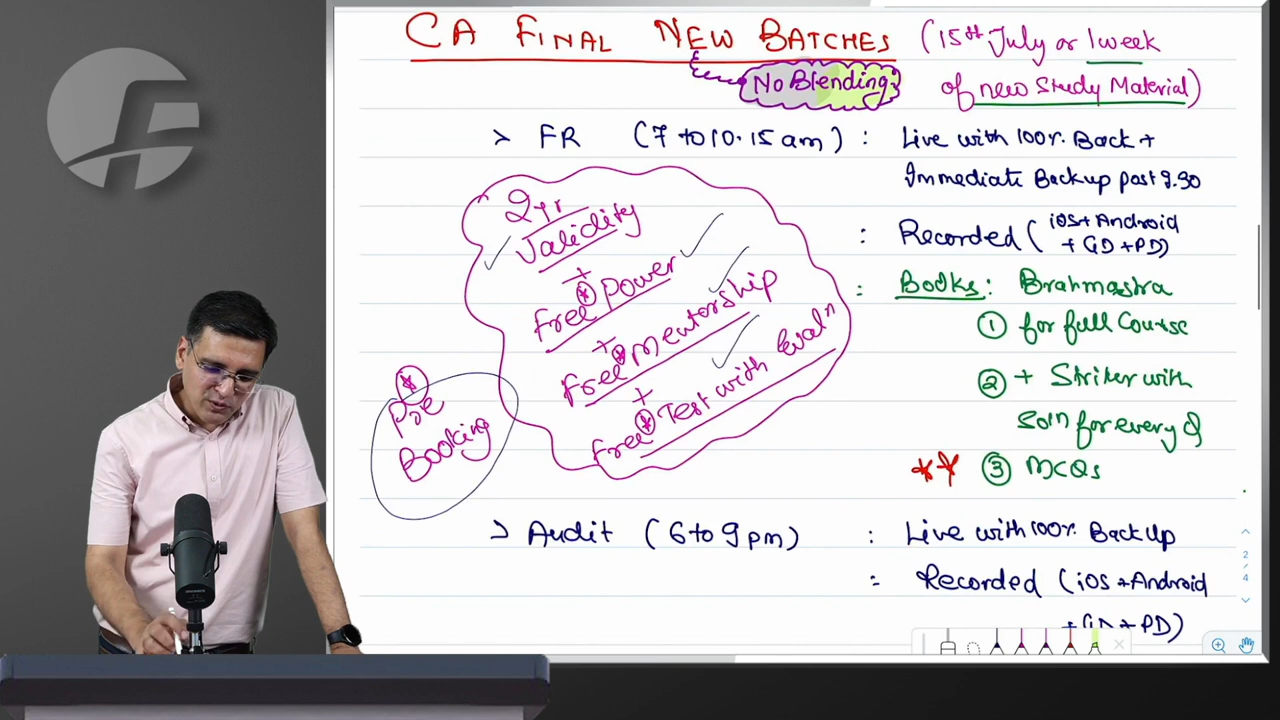 CA FINAL NEW BATCHES (15th July or 1 week
No Blending of new Study Material)
> FR (7 to 10.15 am) : Live with 100% Back +
Immediate Backup post 9.30
: Recorded (iOS + Android
+ GD + PD)
2 yr
Validity
+
free power
+
free Mentorship
+
free Test with Evaln
Pre
Booking
: Books : Brahmastra
① for full Course
② + Striker with
Soln for every Q
③ MCQs
> Audit (6 to 9 pm) : Live with 100% Back Up
: Recorded (iOS + Android
+ GD + PD)
2
/
4